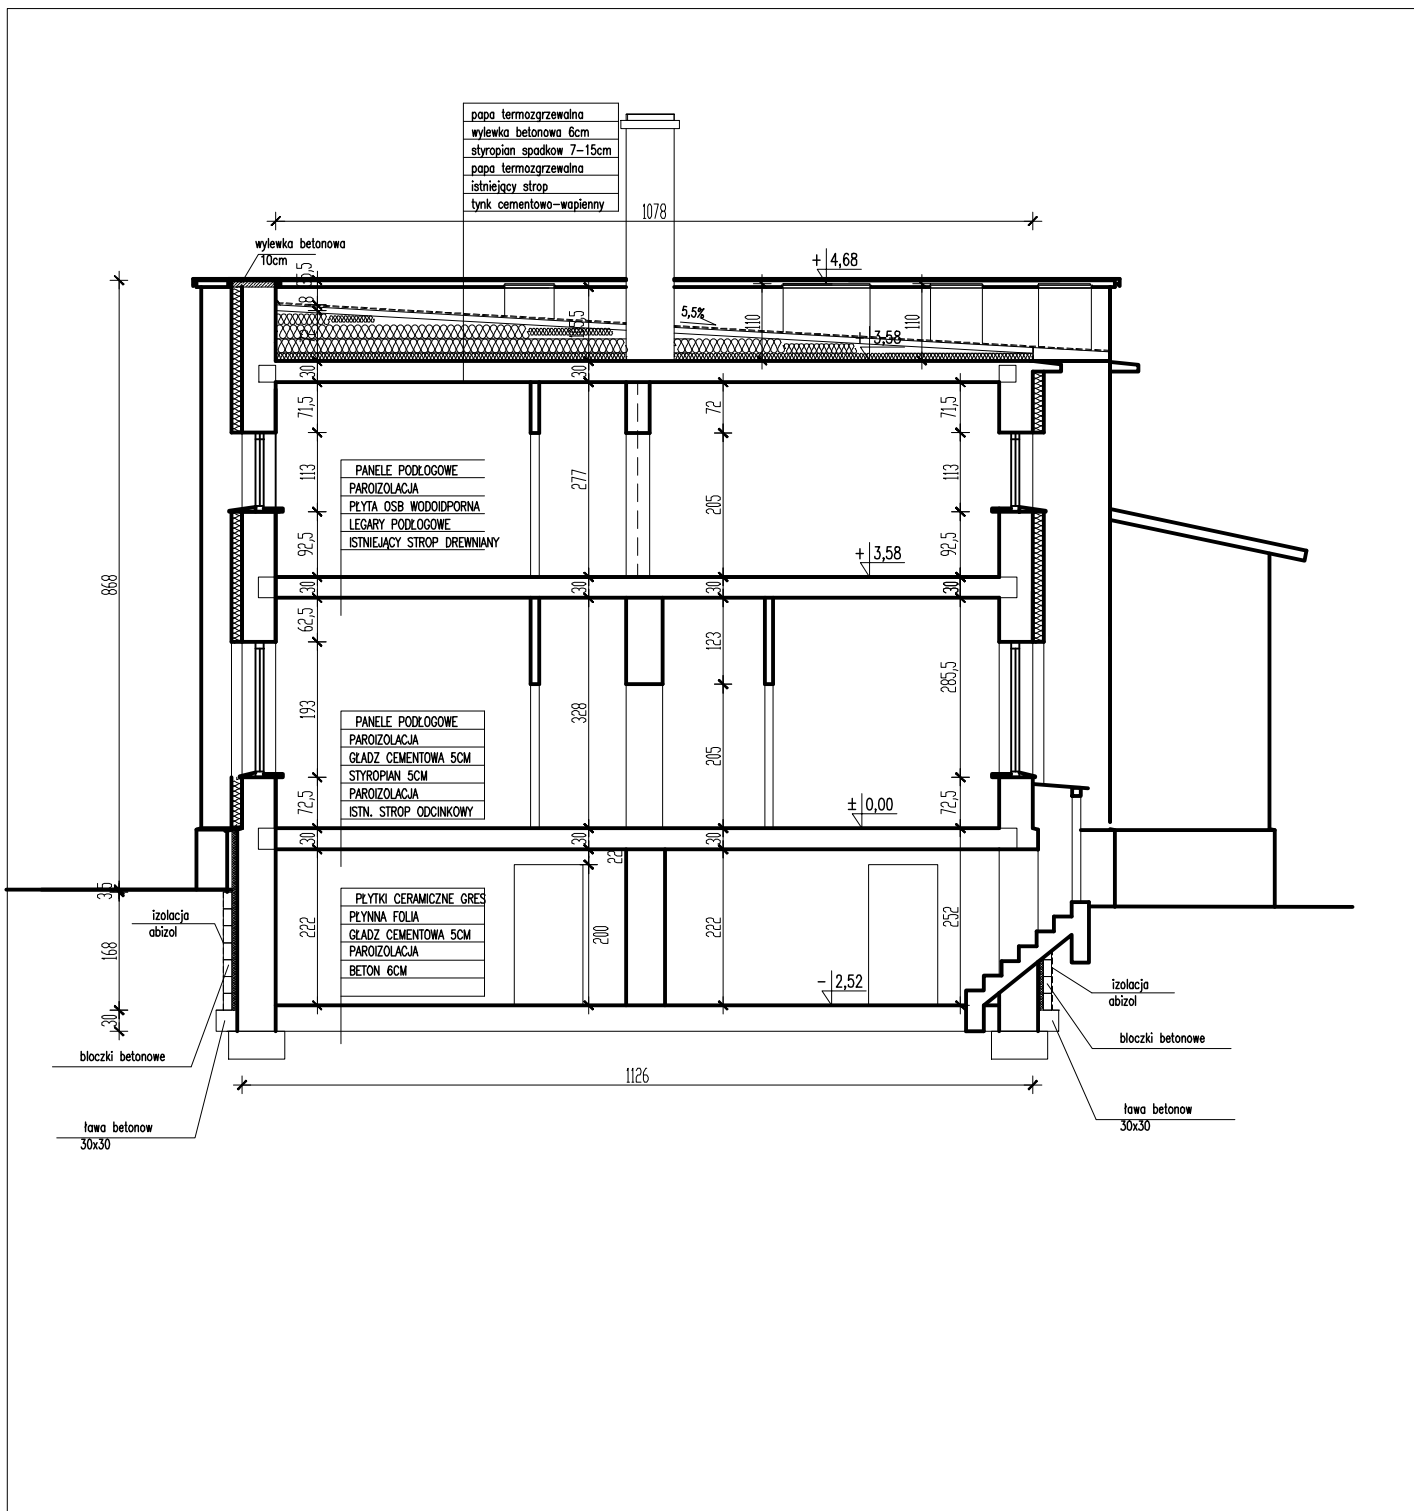 papa termozgrzewalna
wylewka betonowa 6cm
styropian spadkow 7-15cm
papa termozgrzewalna
istniejący strop
tynk cementowo-wapienny
1078
wylewka betonowa
10cm
+ 4,68
5,5%
110
110
3,58
30
30
71,5
72
71,5
113
277
205
113
PANELE PODŁOGOWE
PAROIZOLACJA
PŁYTA OSB WODOIDPORNA
LEGARY PODŁOGOWE
ISTNIEJĄCY STROP DREWNIANY
92,5
92,5
+ 3,58
868
30
30
30
30
62,5
123
285,5
193
328
205
PANELE PODŁOGOWE
PAROIZOLACJA
GŁADZ CEMENTOWA 5CM
STYROPIAN 5CM
PAROIZOLACJA
ISTN. STROP ODCINKOWY
72,5
72,5
± 0,00
30
30
30
22
PŁYTKI CERAMICZNE GRES
PŁYNNA FOLIA
GŁADZ CEMENTOWA 5CM
PAROIZOLACJA
BETON 6CM
izolacja
abizol
168
222
200
222
252
- 2,52
izolacja
abizol
30
bloczki betonowe
bloczki betonowe
1126
ława betonow
30x30
ława betonow
30x30